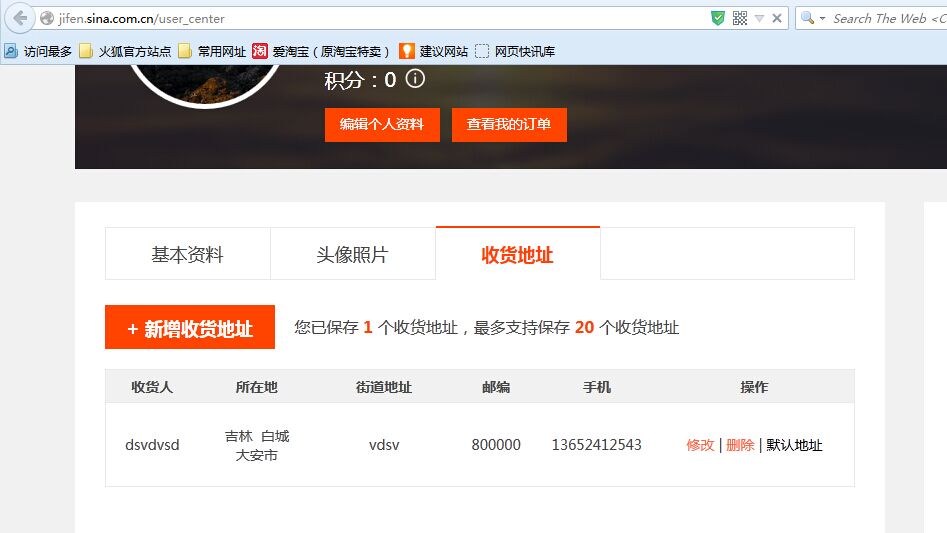 jifen.sina.com.cn/user_center
Search The Web <C
访问最多 火狐官方站点 常用网址 淘 爱淘宝（原淘宝特卖） 建议网站 网页快讯库
积分：0
编辑个人资料 查看我的订单
基本资料 头像照片 收货地址
+ 新增收货地址 您已保存 1 个收货地址，最多支持保存 20 个收货地址
收货人 所在地 街道地址 邮编 手机 操作
dsvdvsd 吉林 白城 大安市 vdsv 800000 13652412543 修改 | 删除 | 默认地址